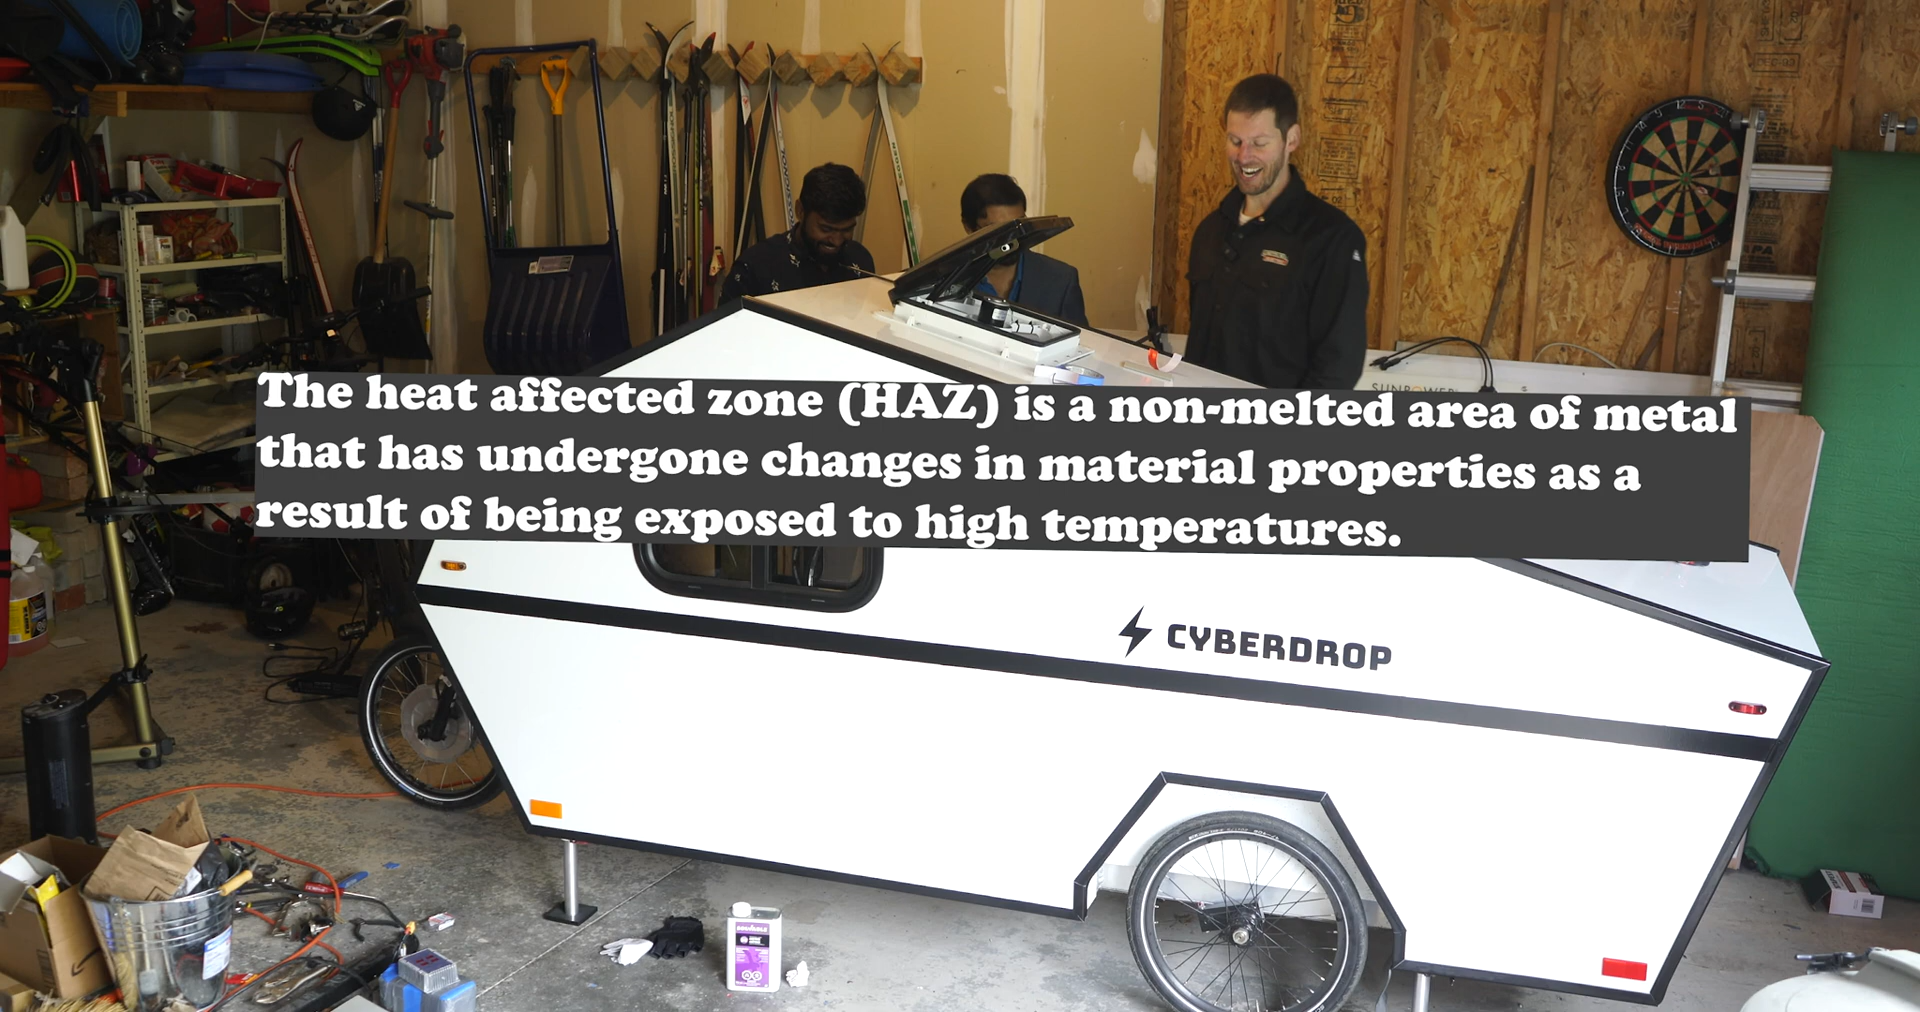 The heat affected zone (HAZ) is a non-melted area of metal
that has undergone changes in material properties as a
result of being exposed to high temperatures.
SUNPOWER
CYBERDROP